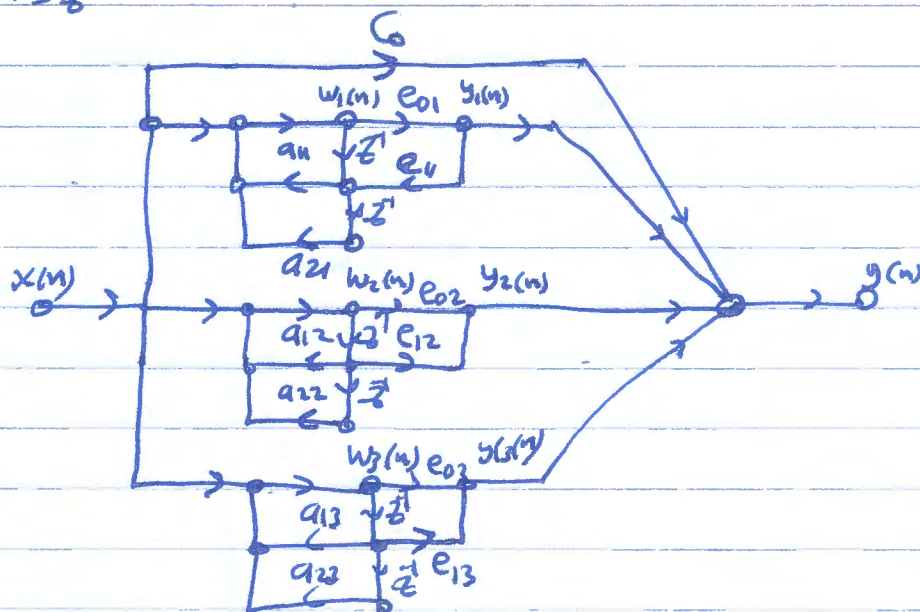 C₀
w₁(n) e₀₁ y₁(n)
a₁₁ z⁻¹ e₁₁
z⁻¹
a₂₁
x(n) w₂(n) e₀₂ y₂(n) y(n)
a₁₂ z⁻¹ e₁₂
a₂₂ z⁻¹
w₃(n) e₀₃ y₃(n)
a₁₃ z⁻¹
a₂₃ z⁻¹ e₁₃